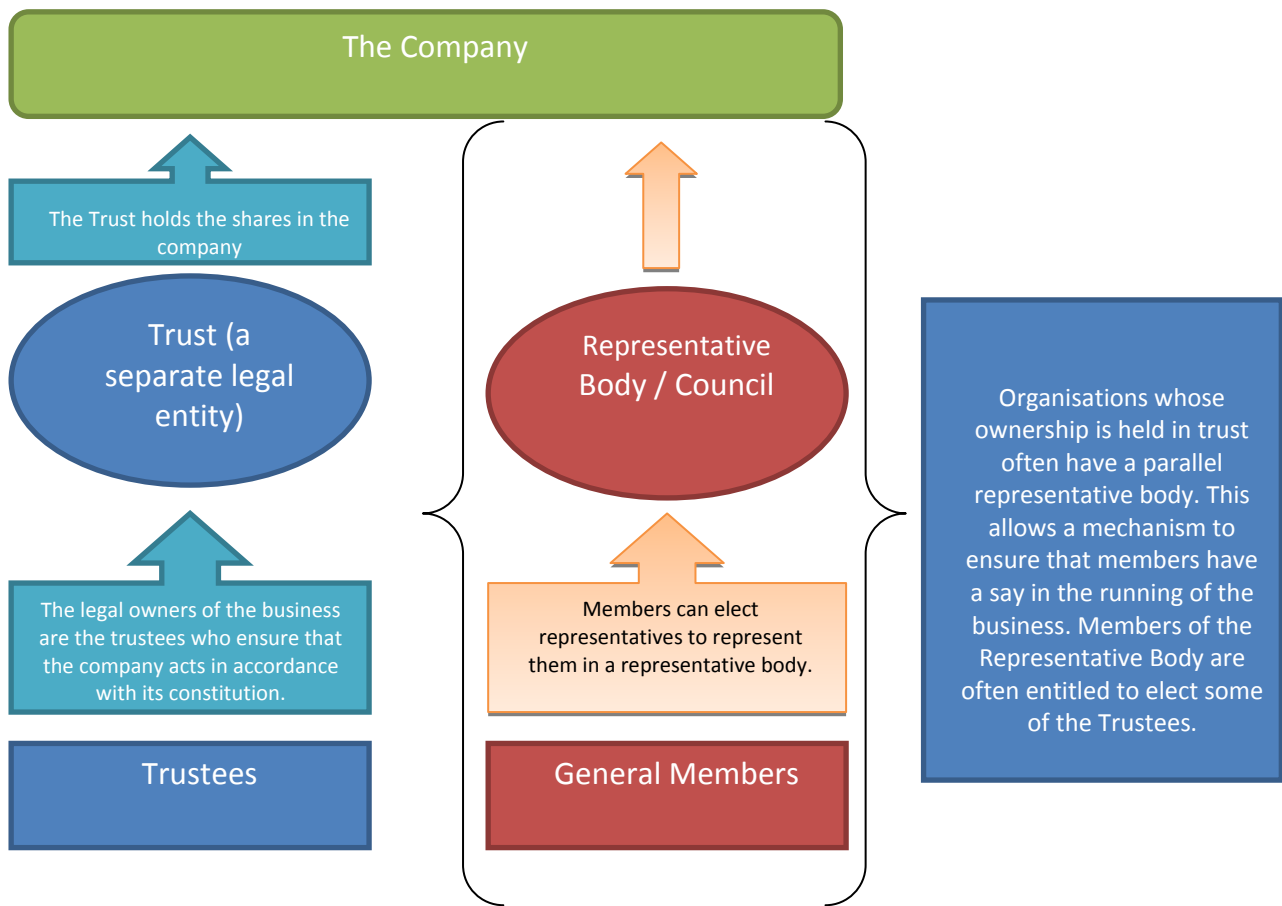 The Company
The Trust holds the shares in the
company
Trust (a
separate legal
entity)
The legal owners of the business
are the trustees who ensure that
the company acts in accordance
with its constitution.
Trustees
Representative
Body / Council
Members can elect
representatives to represent
them in a representative body.
General Members
Organisations whose
ownership is held in trust
often have a parallel
representative body. This
allows a mechanism to
ensure that members have
a say in the running of the
business. Members of the
Representative Body are
often entitled to elect some
of the Trustees.